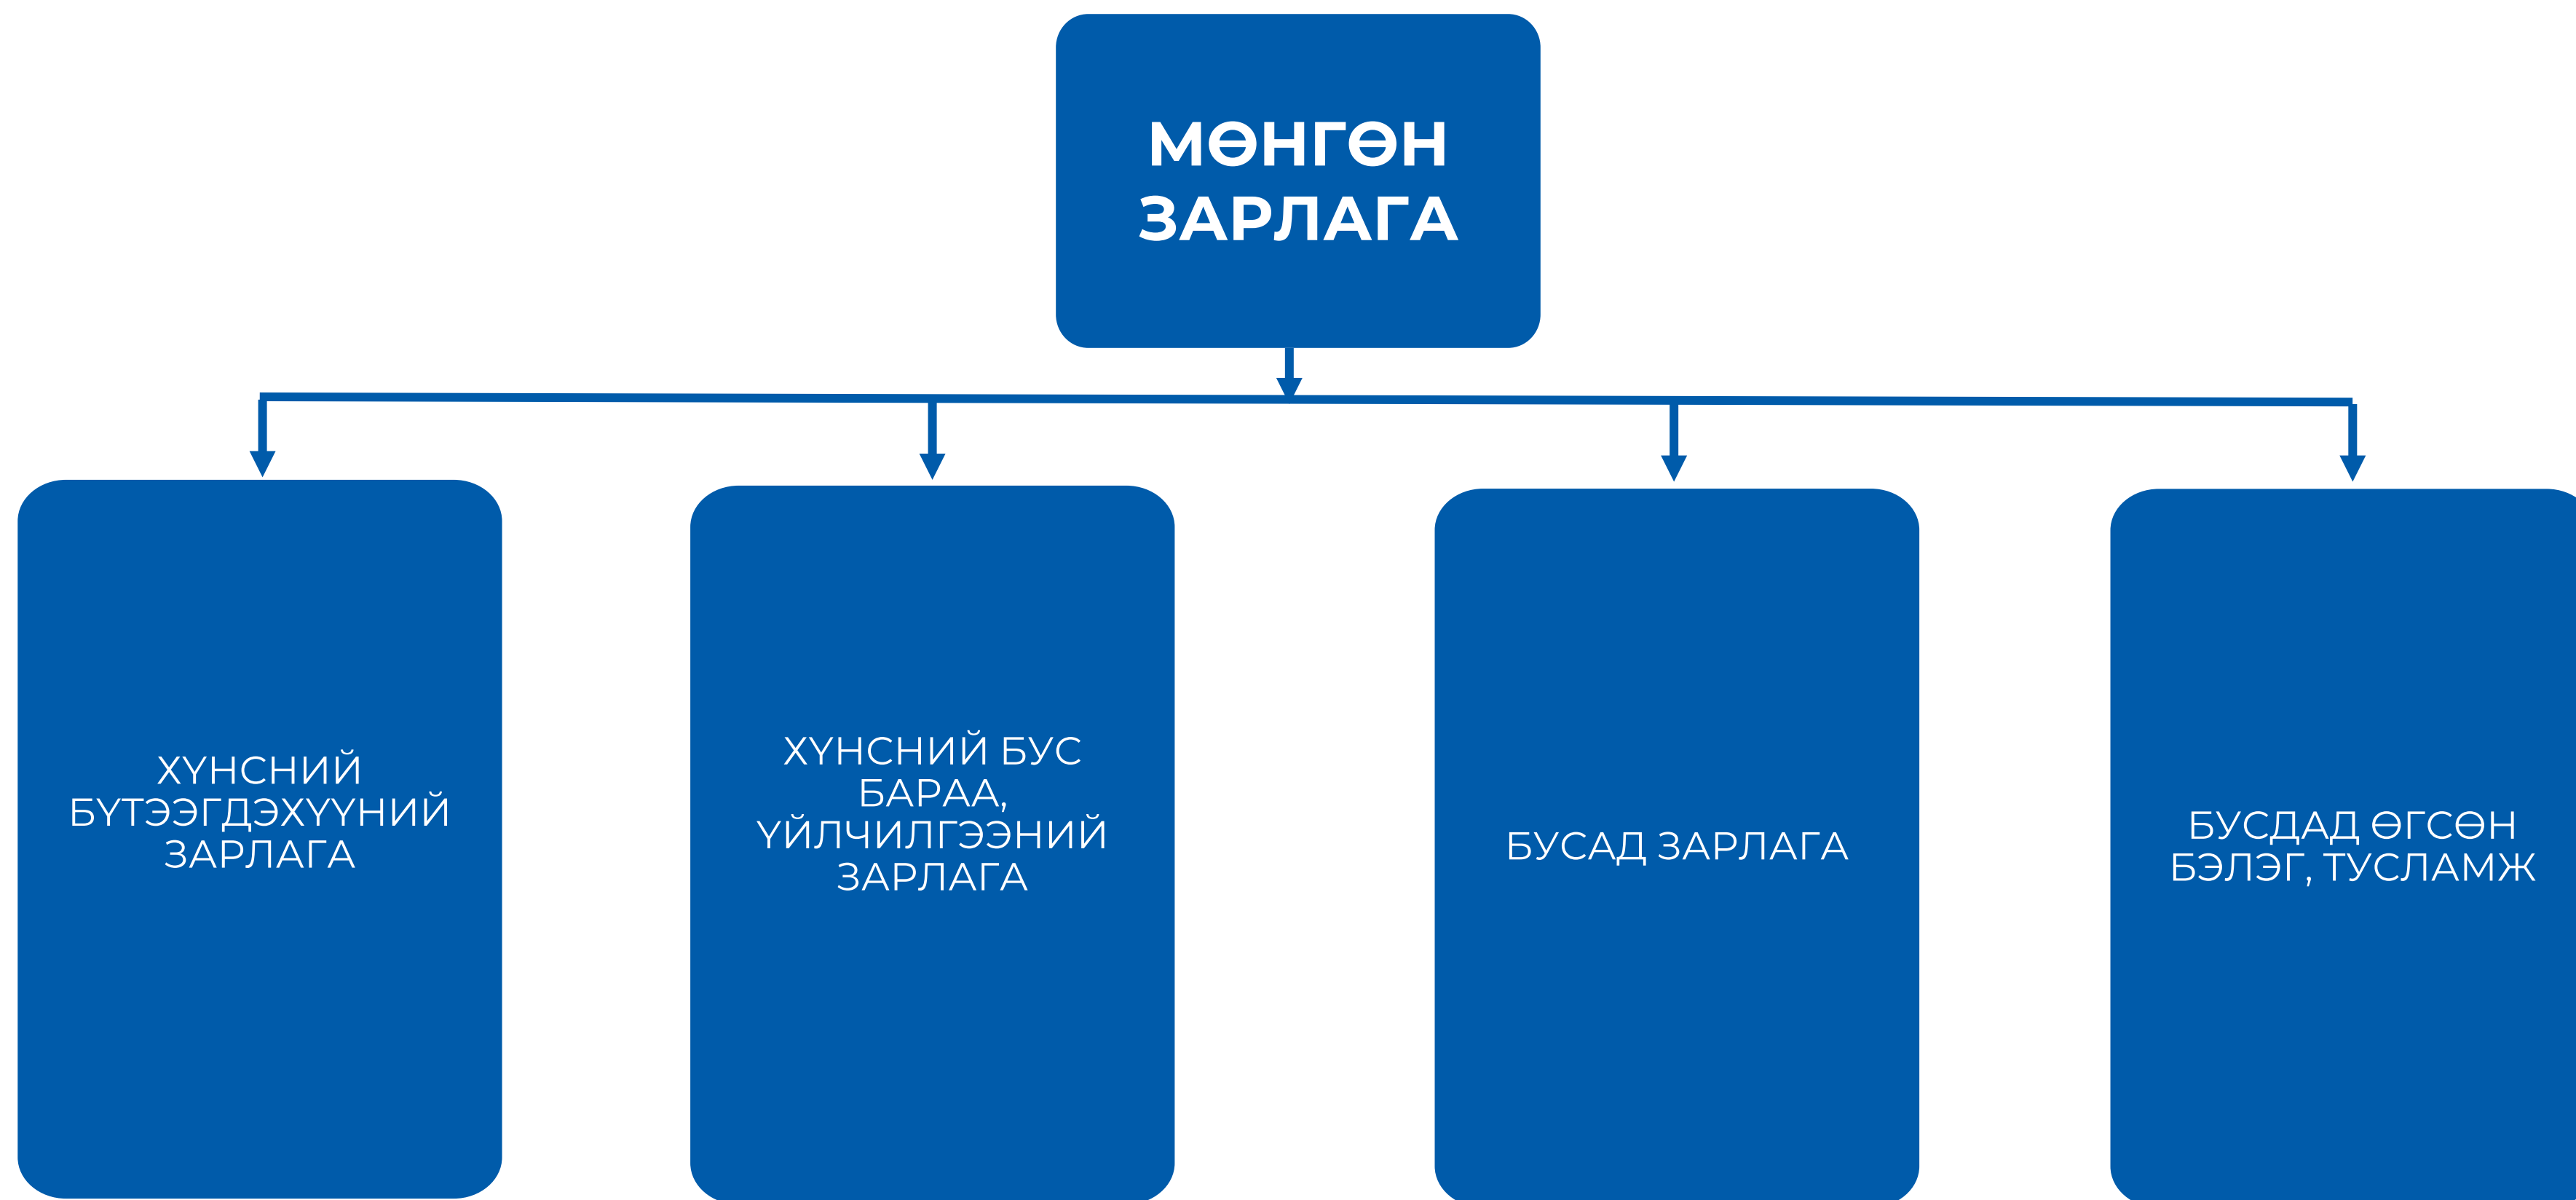 МӨНГӨН
ЗАРЛАГА
ХҮНСНИЙ
БҮТЭЭГДЭХҮҮНИЙ
ЗАРЛАГА
ХҮНСНИЙ БУС
БАРАА,
ҮЙЛЧИЛГЭЭНИЙ
ЗАРЛАГА
БУСАД ЗАРЛАГА
БУСДАД ӨГСӨН
БЭЛЭГ, ТУСЛАМЖ